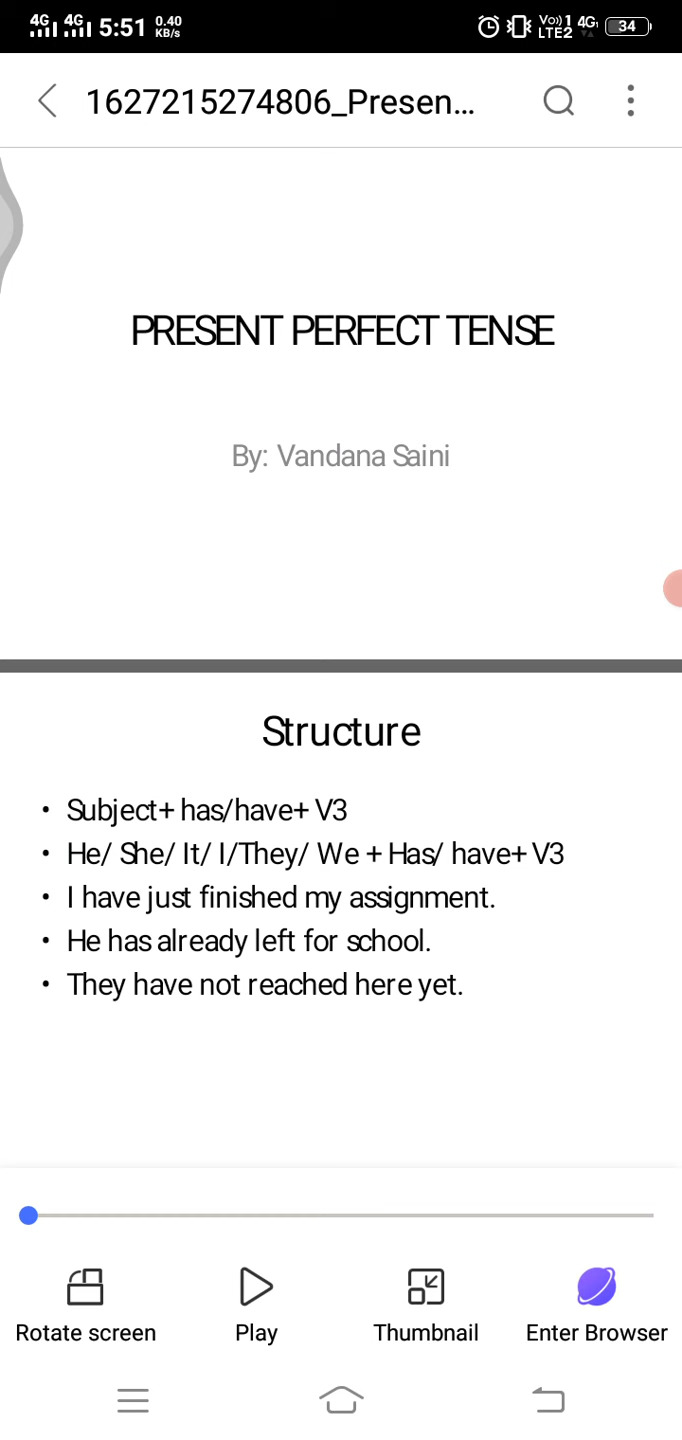 4G 4G 5:51 0.40 KB/s Vo)) 1 LTE2 4G 34
1627215274806_Presen...
PRESENT PERFECT TENSE
By: Vandana Saini
Structure
• Subject+ has/have+ V3
• He/ She/ It/ I/They/ We + Has/ have+ V3
• I have just finished my assignment.
• He has already left for school.
• They have not reached here yet.
Rotate screen Play Thumbnail Enter Browser